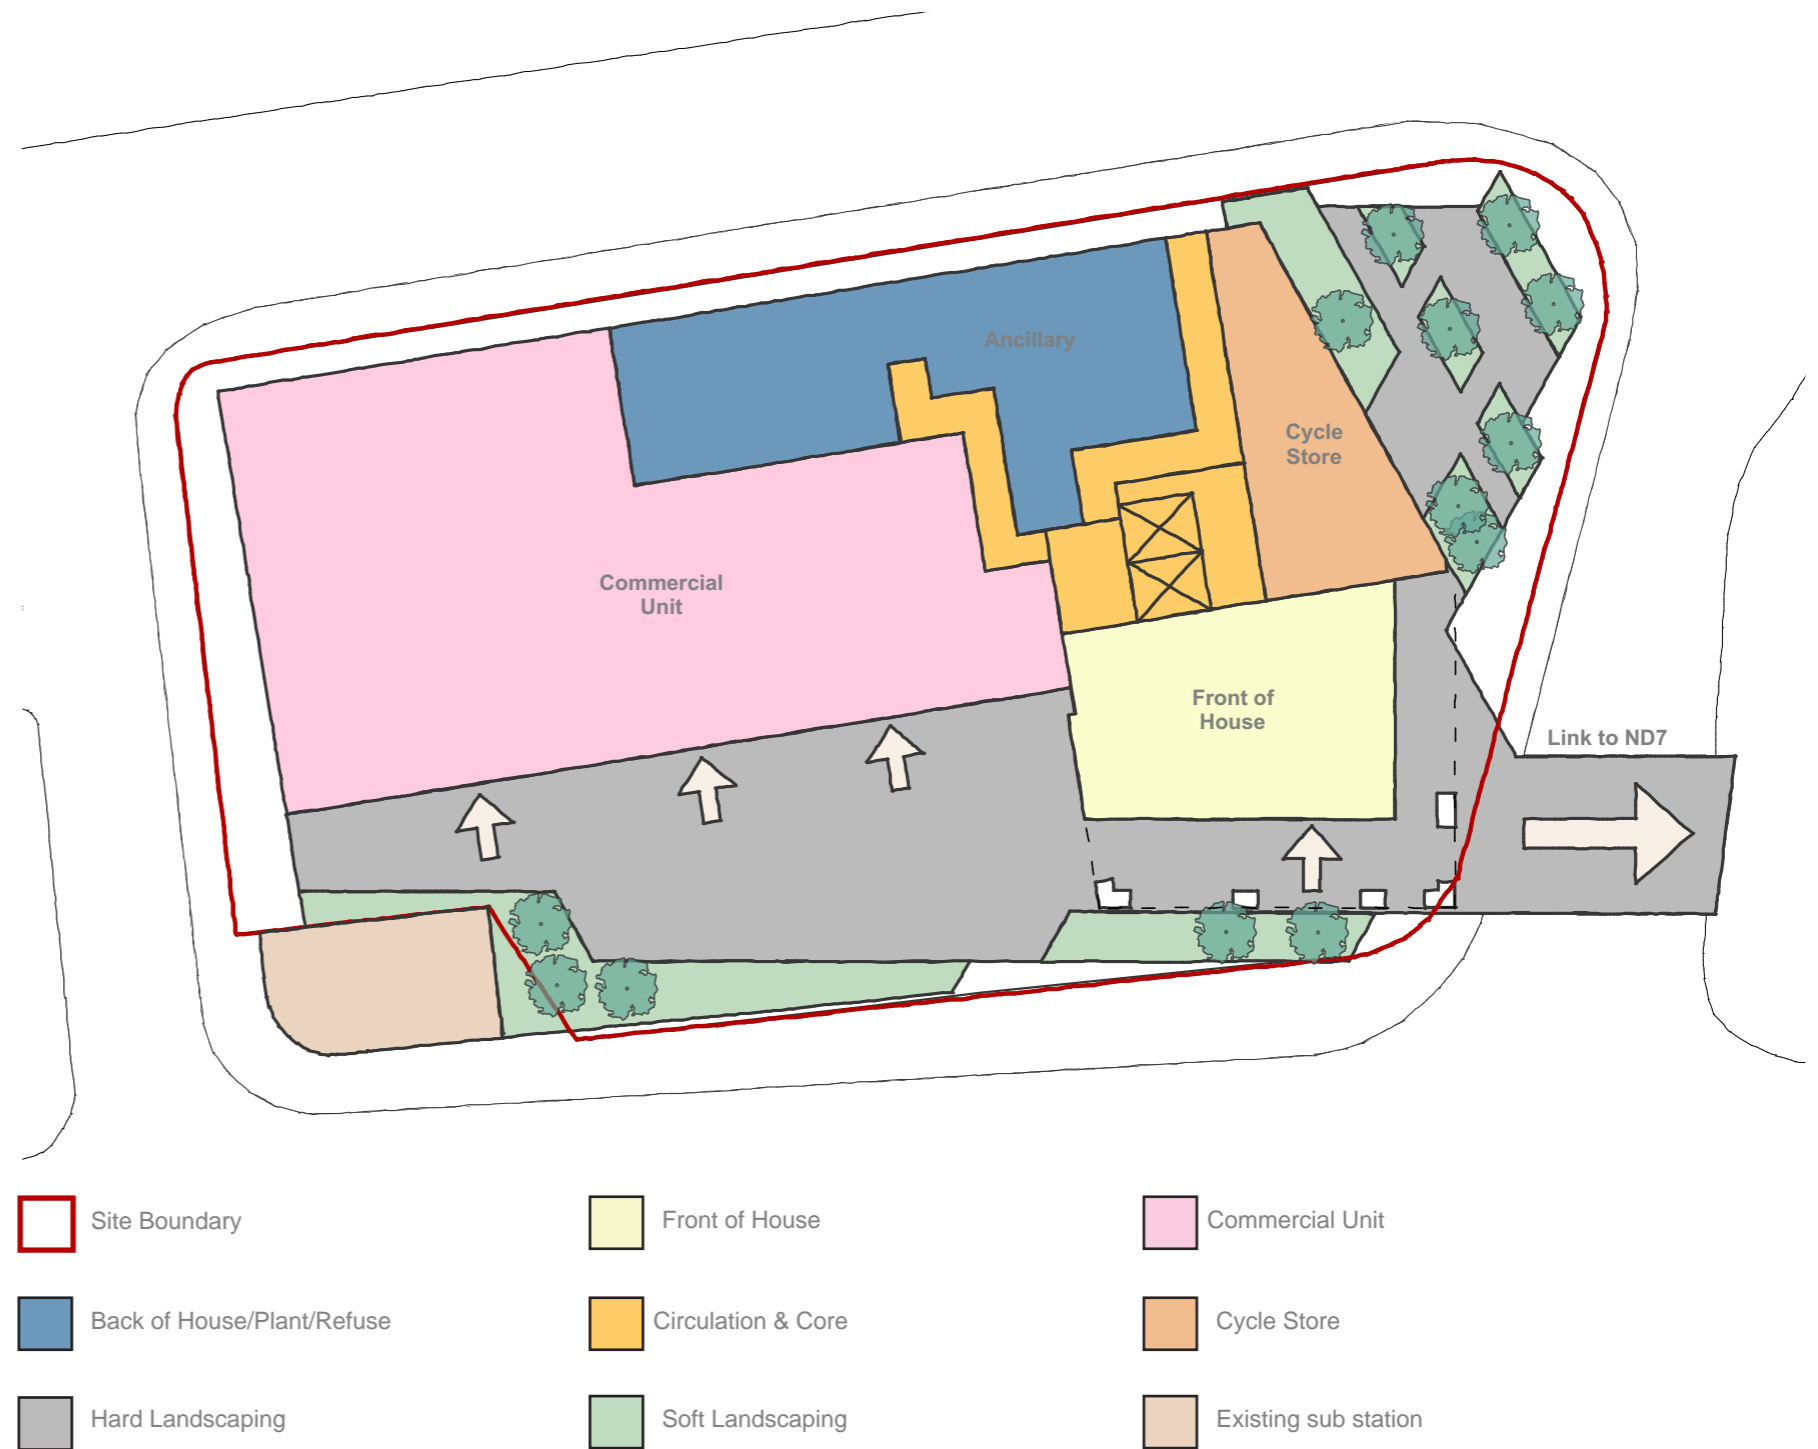 Ancillary
Cycle
Store
Commercial
Unit
Front of
House
Link to ND7
Site Boundary
Front of House
Commercial Unit
Back of House/Plant/Refuse
Circulation & Core
Cycle Store
Hard Landscaping
Soft Landscaping
Existing sub station